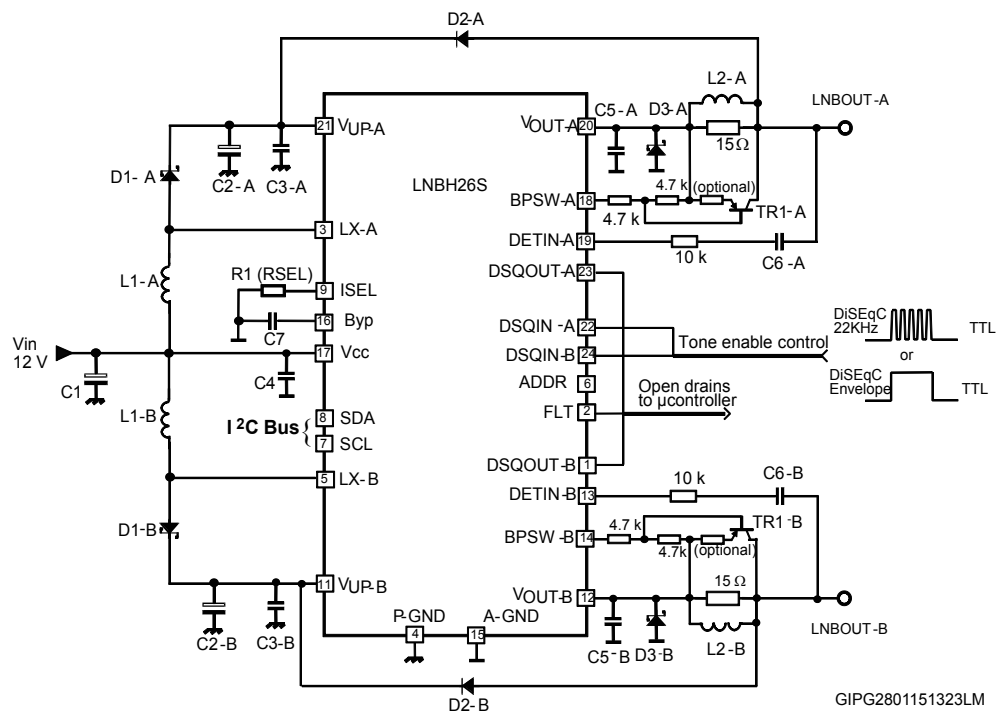 D2-A
L2-A
C5-A
D3-A
LNBOUT-A
21
VUP-A
VOUT-A
20
15Ω
D1- A
C2-A
C3-A
LNBH26S
4.7 k
(optional)
BPSW-A
18
4.7 k
TR1-A
3
LX-A
DETIN-A
19
10 k
C6 -A
DSQOUT-A
23
L1-A
R1 (RSEL)
9
ISEL
16
Byp
C7
DSQIN -A
22
Tone enable control
DiSEqC
22KHz
TTL
or
DiSEqC
Envelope
TTL
Vin
12 V
17
Vcc
DSQIN-B
24
C1
C4
ADDR
6
Open drains
to µcontroller
FLT
2
L1-B
I ²C Bus
{
8
SDA
7
SCL
DSQOUT-B
1
5
LX-B
DETIN-B
13
10 k
C6-B
D1-B
BPSW -B
14
4.7 k
4.7k
(optional)
TR1-B
11
VUP-B
VOUT-B
12
15 Ω
LNBOUT-B
C2-B
C3-B
P-GND
4
A-GND
15
C5-B
D3-B
L2-B
D2-B
GIPG2801151323LM